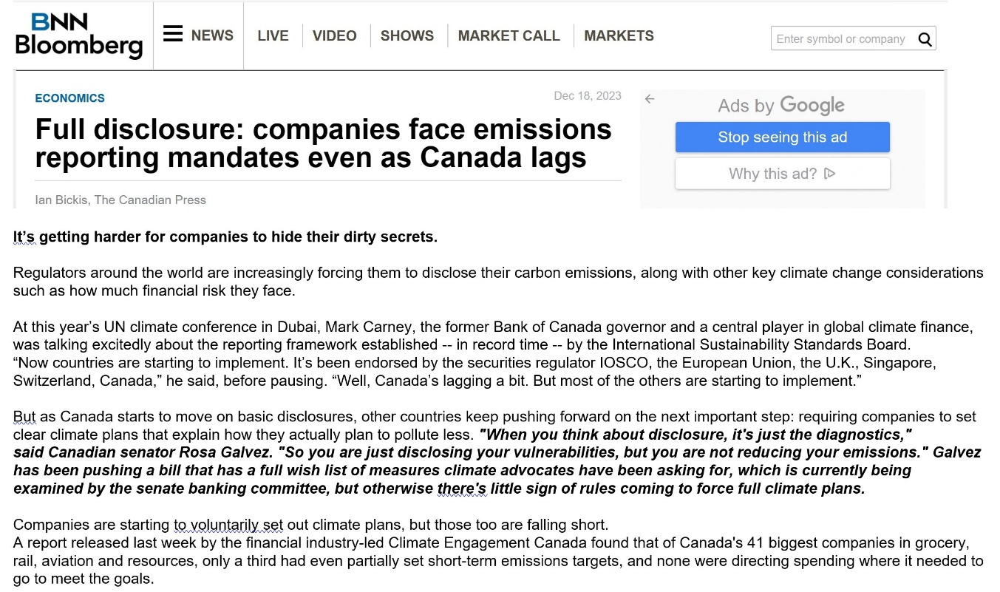 BNN
Bloomberg
NEWS
LIVE
VIDEO
SHOWS
MARKET CALL
MARKETS
Enter symbol or company
ECONOMICS
Dec 18, 2023
Full disclosure: companies face emissions
reporting mandates even as Canada lags
Ian Bickis, The Canadian Press
Ads by Google
Stop seeing this ad
Why this ad?
It’s getting harder for companies to hide their dirty secrets.
Regulators around the world are increasingly forcing them to disclose their carbon emissions, along with other key climate change considerations
such as how much financial risk they face.
At this year’s UN climate conference in Dubai, Mark Carney, the former Bank of Canada governor and a central player in global climate finance,
was talking excitedly about the reporting framework established -- in record time -- by the International Sustainability Standards Board.
“Now countries are starting to implement. It’s been endorsed by the securities regulator IOSCO, the European Union, the U.K., Singapore,
Switzerland, Canada,” he said, before pausing. “Well, Canada’s lagging a bit. But most of the others are starting to implement.”
But as Canada starts to move on basic disclosures, other countries keep pushing forward on the next important step: requiring companies to set
clear climate plans that explain how they actually plan to pollute less. "When you think about disclosure, it's just the diagnostics,"
said Canadian senator Rosa Galvez. "So you are just disclosing your vulnerabilities, but you are not reducing your emissions." Galvez
has been pushing a bill that has a full wish list of measures climate advocates have been asking for, which is currently being
examined by the senate banking committee, but otherwise there's little sign of rules coming to force full climate plans.
Companies are starting to voluntarily set out climate plans, but those too are falling short.
A report released last week by the financial industry-led Climate Engagement Canada found that of Canada's 41 biggest companies in grocery,
rail, aviation and resources, only a third had even partially set short-term emissions targets, and none were directing spending where it needed to
go to meet the goals.